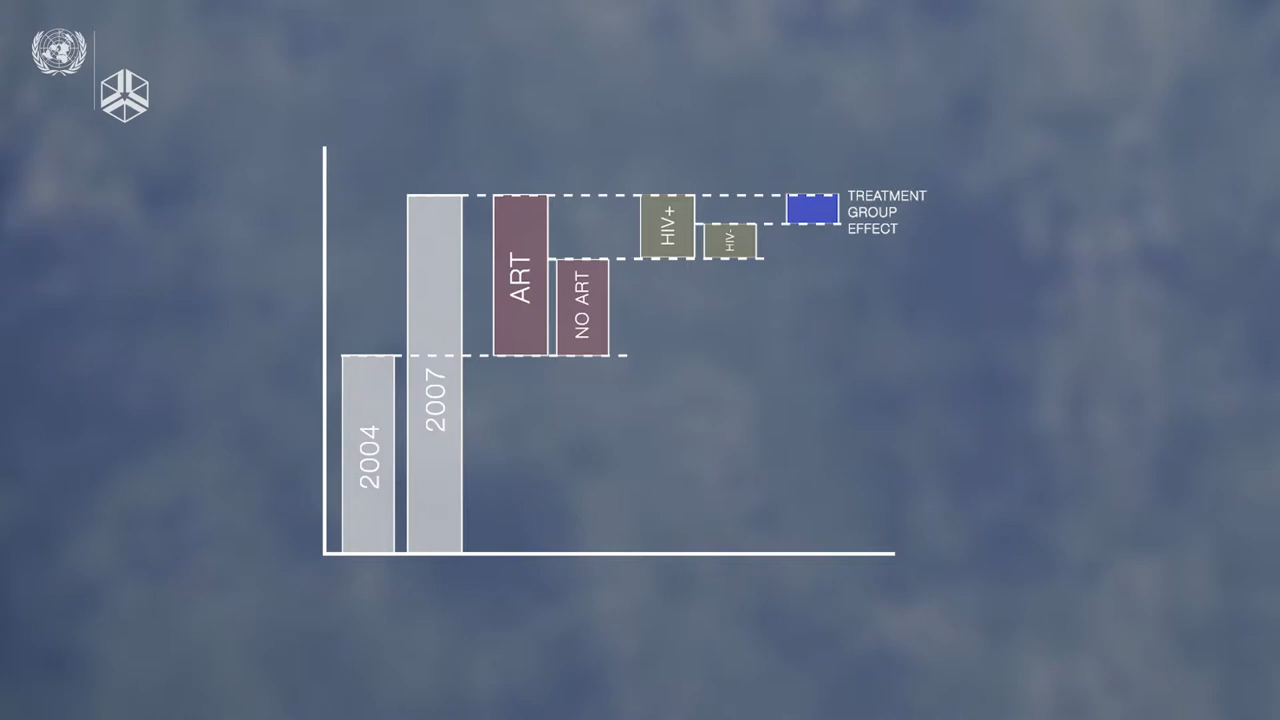 2004
2007
ART
NO ART
HIV+
HIV-
TREATMENT
GROUP
EFFECT